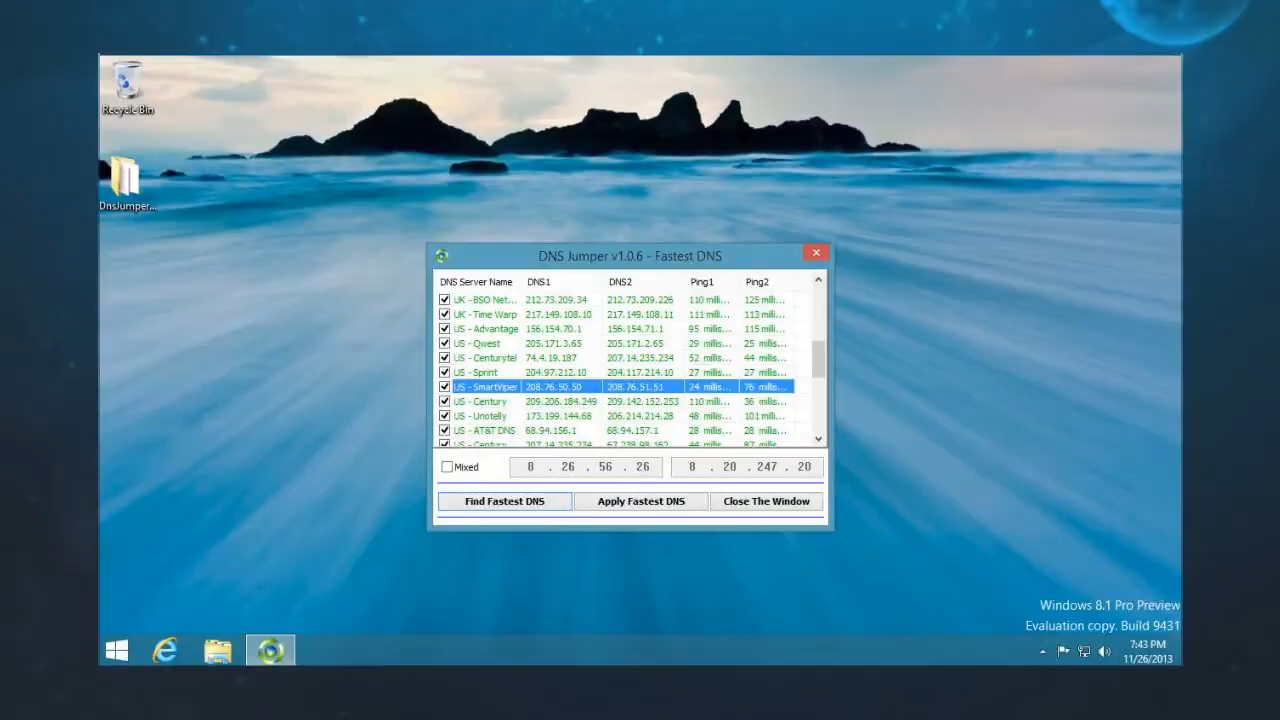 Recycle Bin
DnsJumper...
DNS Jumper v1.0.6 - Fastest DNS
DNS Server Name DNS1 DNS2 Ping1 Ping2
UK - BSO Net... 212.73.209.34 212.73.209.226 110 milli... 125 milli...
UK - Time Warp 217.149.108.10 217.149.108.11 111 milli... 113 milli...
US - Advantage 156.154.70.1 156.154.71.1 95 millis... 115 milli...
US - Qwest 205.171.3.65 205.171.2.65 29 millis... 25 millis...
US - Centurytel 74.4.19.187 207.14.235.234 52 millis... 44 millis...
US - Sprint 204.97.212.10 204.117.214.10 27 millis... 27 millis...
US - SmartViper 208.76.50.50 208.76.51.51 24 millis... 76 millis...
US - Century 209.206.184.249 209.142.152.253 110 milli... 36 millis...
US - Unotelly 173.199.144.68 206.214.214.28 48 millis... 101 milli...
US - AT&T DNS 68.94.156.1 68.94.157.1 28 millis... 28 millis...
US - Century 207.14.235.234 67.238.98.162 44 millis... 87 millis...
Mixed 8 . 26 . 56 . 26 8 . 20 . 247 . 20
Find Fastest DNS Apply Fastest DNS Close The Window
Windows 8.1 Pro Preview
Evaluation copy. Build 9431
7:43 PM
11/26/2013